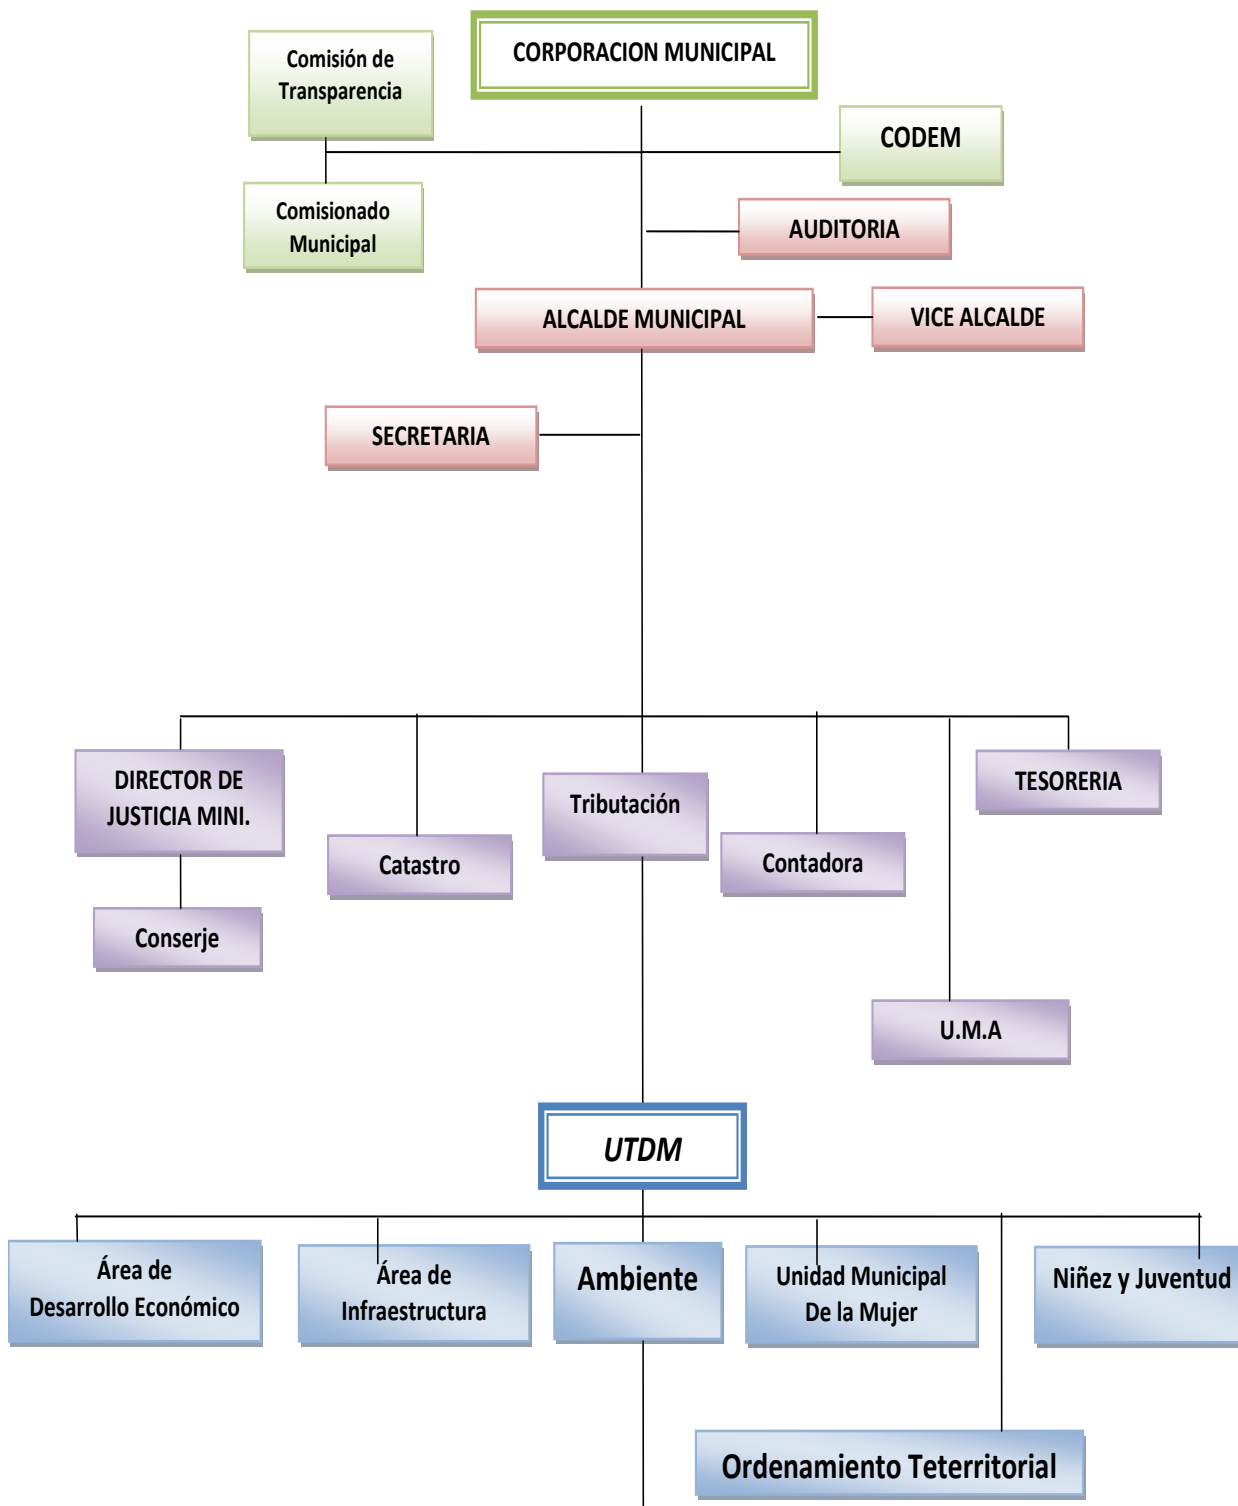 CORPORACION MUNICIPAL
Comisión de
Transparencia
CODEM
Comisionado
Municipal
AUDITORIA
ALCALDE MUNICIPAL
VICE ALCALDE
SECRETARIA
DIRECTOR DE
JUSTICIA MINI.
Catastro
Tributación
Contadora
TESORERIA
Conserje
U.M.A
UTDM
Área de
Desarrollo Económico
Área de
Infraestructura
Ambiente
Unidad Municipal
De la Mujer
Niñez y Juventud
Ordenamiento Teterritorial